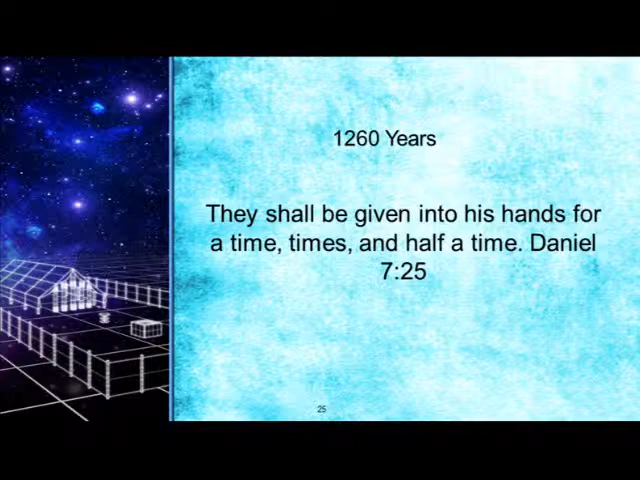 1260 Years
They shall be given into his hands for
a time, times, and half a time. Daniel
7:25
25